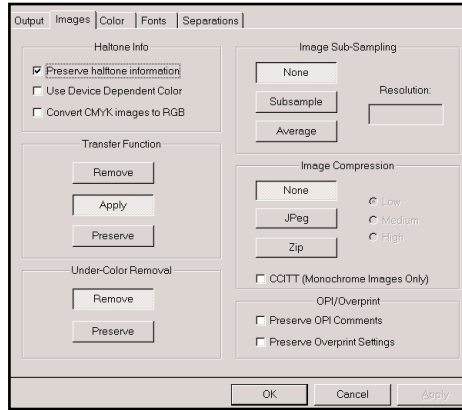 Output Images Color Fonts Separations
Haltone Info
Preserve halftone information
Use Device Dependent Color
Convert CMYK images to RGB
Transfer Function
Remove
Apply
Preserve
Under-Color Removal
Remove
Preserve
Image Sub-Sampling
None
Subsample
Average
Resolution:
Image Compression
None
JPeg
Zip
Low
Medium
High
CCITT (Monochrome Images Only)
OPI/Overprint
Preserve OPI Comments
Preserve Overprint Settings
OK Cancel Apply